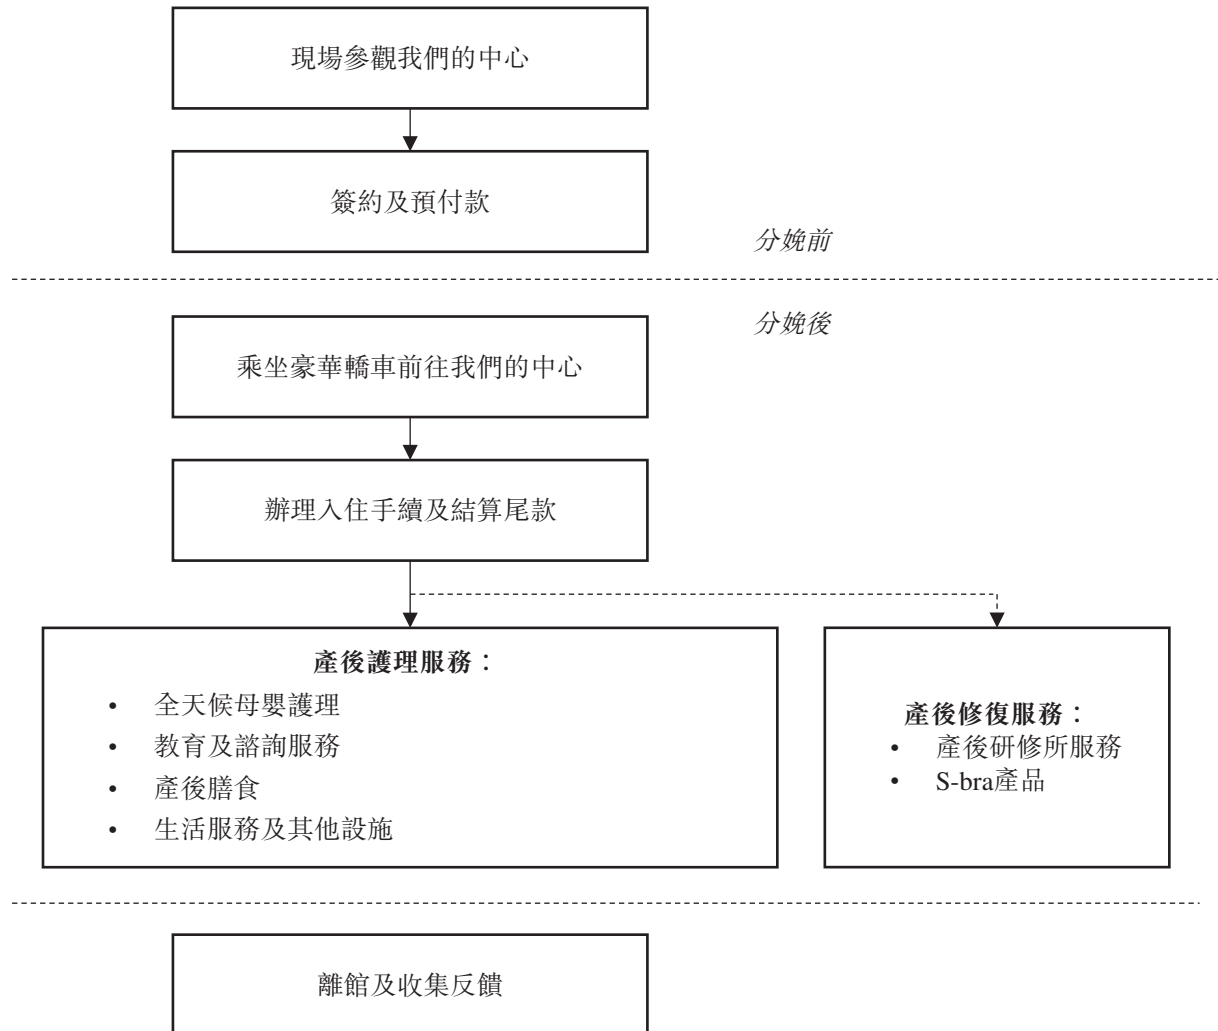 現場參觀我們的中心
簽約及預付款
分娩前
分娩後
乘坐豪華轎車前往我們的中心
辦理入住手續及結算尾款
產後護理服務：
• 全天候母嬰護理
• 教育及諮詢服務
• 產後膳食
• 生活服務及其他設施
產後修復服務：
• 產後研修所服務
• S-bra產品
離館及收集反饋